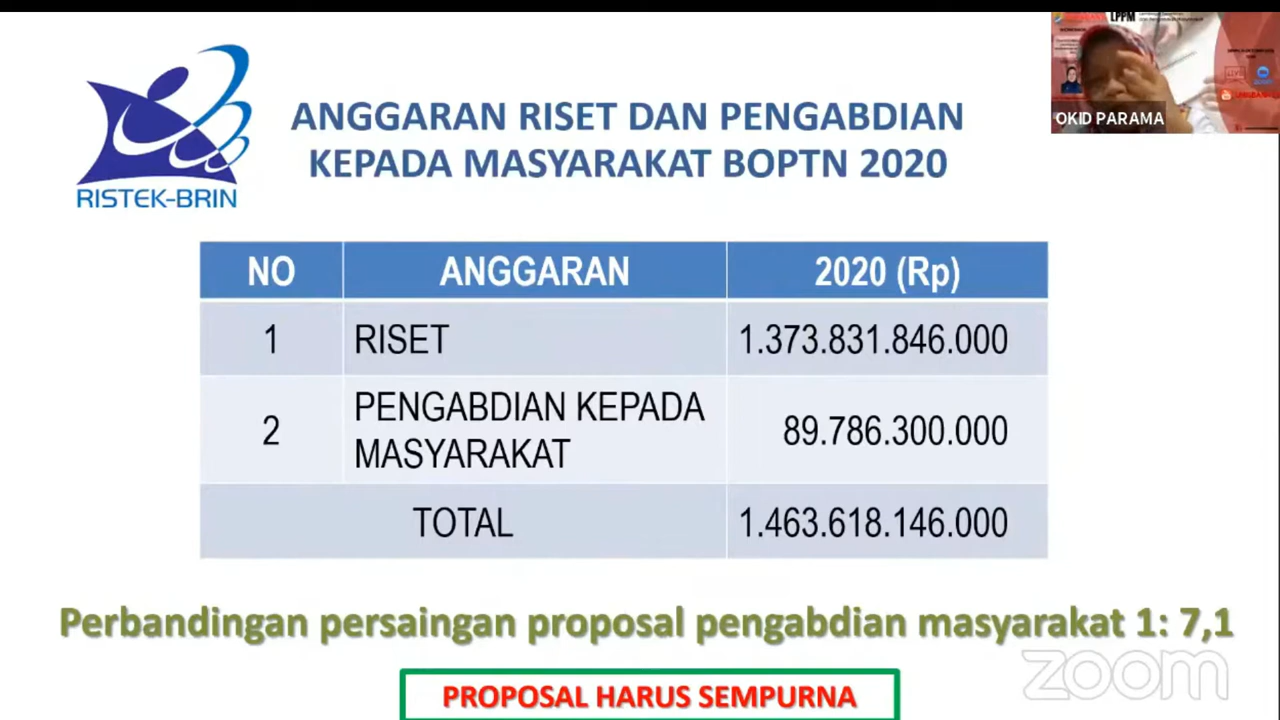 LPPM
OKID PARAMA
RISTEK-BRIN
ANGGARAN RISET DAN PENGABDIAN
KEPADA MASYARAKAT BOPTN 2020
NO ANGGARAN 2020 (Rp)
1 RISET 1.373.831.846.000
2 PENGABDIAN KEPADA
MASYARAKAT 89.786.300.000
TOTAL 1.463.618.146.000
Perbandingan persaingan proposal pengabdian masyarakat 1: 7,1
zoom
PROPOSAL HARUS SEMPURNA